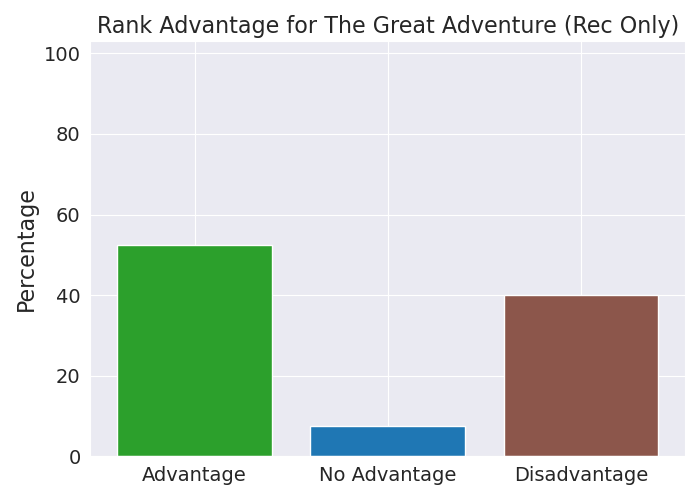 Rank Advantage for The Great Adventure (Rec Only)
100
80
60
40
20
0
Percentage
Advantage
No Advantage
Disadvantage